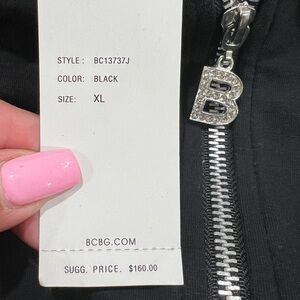 STYLE: BC13737J
COLOR: BLACK
SIZE: XL
B
BCBG.COM
SUGG. PRICE. $160.00